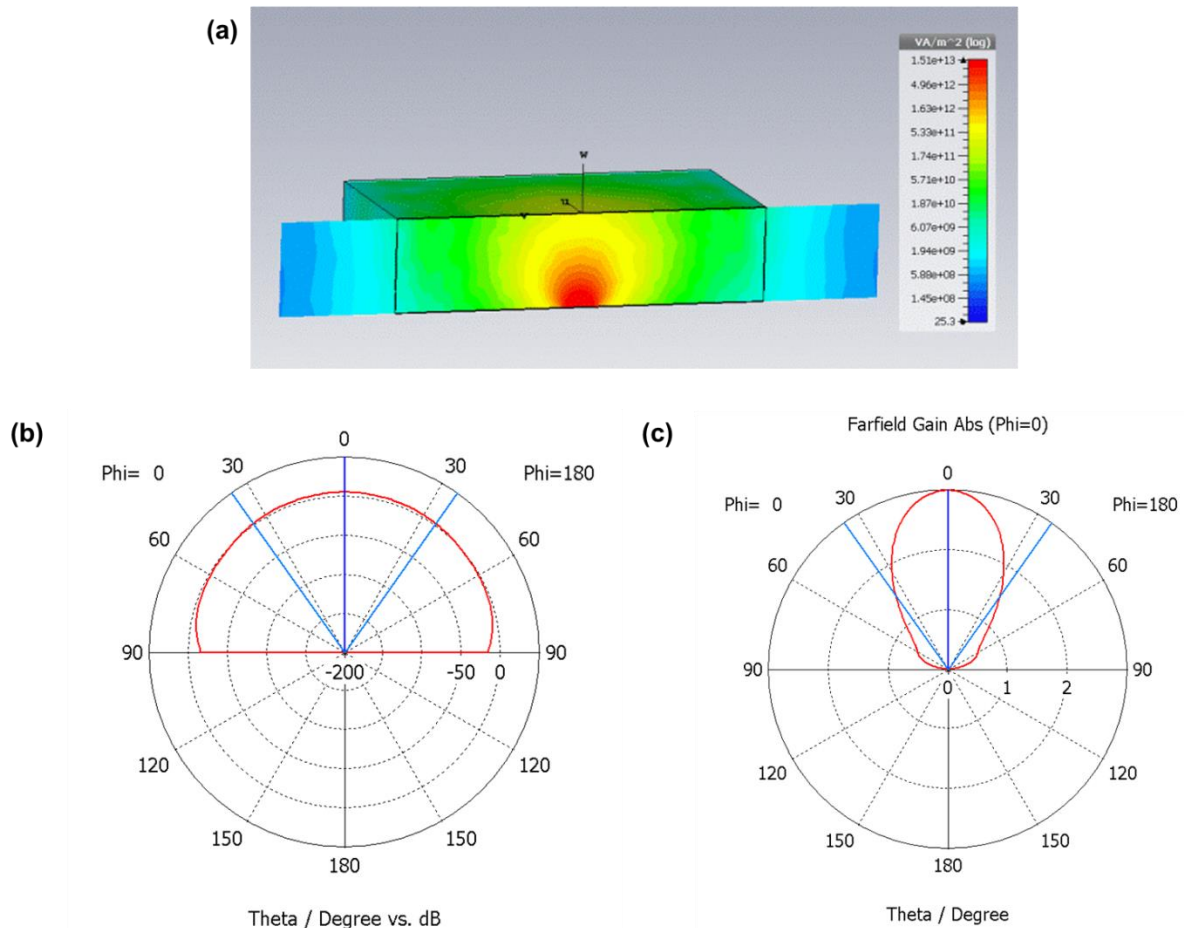 (a)
VA/m^2 (log)
1.51e+13
4.96e+12
1.63e+12
5.33e+11
1.74e+11
5.71e+10
1.87e+10
6.07e+09
1.94e+09
5.88e+08
1.45e+08
25.3
w
u
v
(b)
0
Phi= 0 30 30 Phi=180
60 60
90 90
-200 -50 0
120 120
150 150
180
Theta / Degree vs. dB
(c)
Farfield Gain Abs (Phi=0)
0
Phi= 0 30 30 Phi=180
60 60
90 90
0 1 2
120 120
150 150
180
Theta / Degree